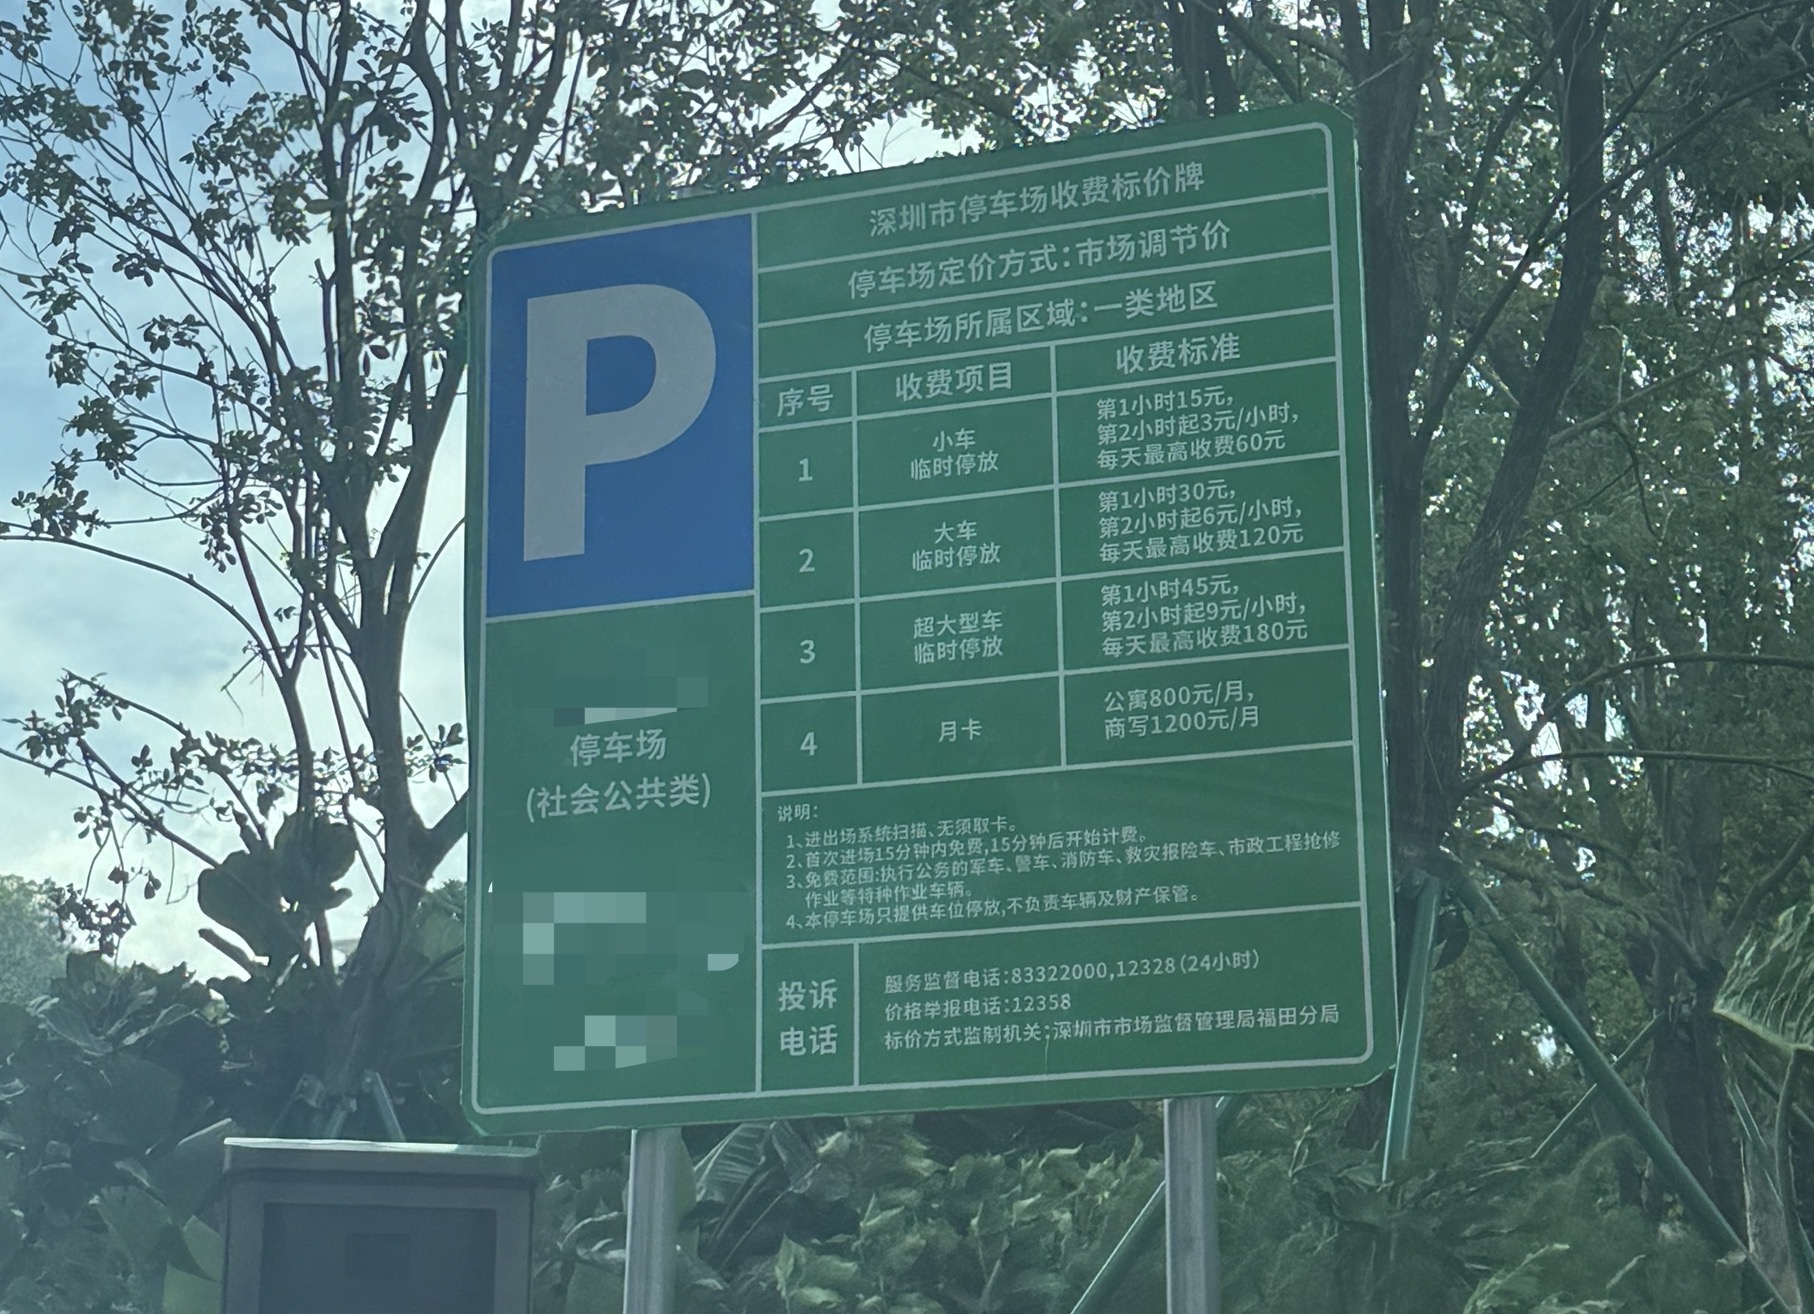 P
停车场
(社会公共类)
深圳市停车场收费标价牌
停车场定价方式:市场调节价
停车场所属区域:一类地区
序号 收费项目 收费标准
1 小车
临时停放
第1小时15元,
第2小时起3元/小时,
每天最高收费60元
2 大车
临时停放
第1小时30元,
第2小时起6元/小时,
每天最高收费120元
3 超大型车
临时停放
第1小时45元,
第2小时起9元/小时,
每天最高收费180元
4 月卡
公寓800元/月,
商写1200元/月
说明:
1、进出场系统扫描、无须取卡。
2、首次进场15分钟内免费,15分钟后开始计费。
3、免费范围:执行公务的军车、警车、消防车、救灾报险车、市政工程抢修
作业等特种作业车辆。
4、本停车场只提供车位停放,不负责车辆及财产保管。
投诉
电话
服务监督电话:83322000,12328(24小时)
价格举报电话:12358
标价方式监制机关:深圳市市场监督管理局福田分局